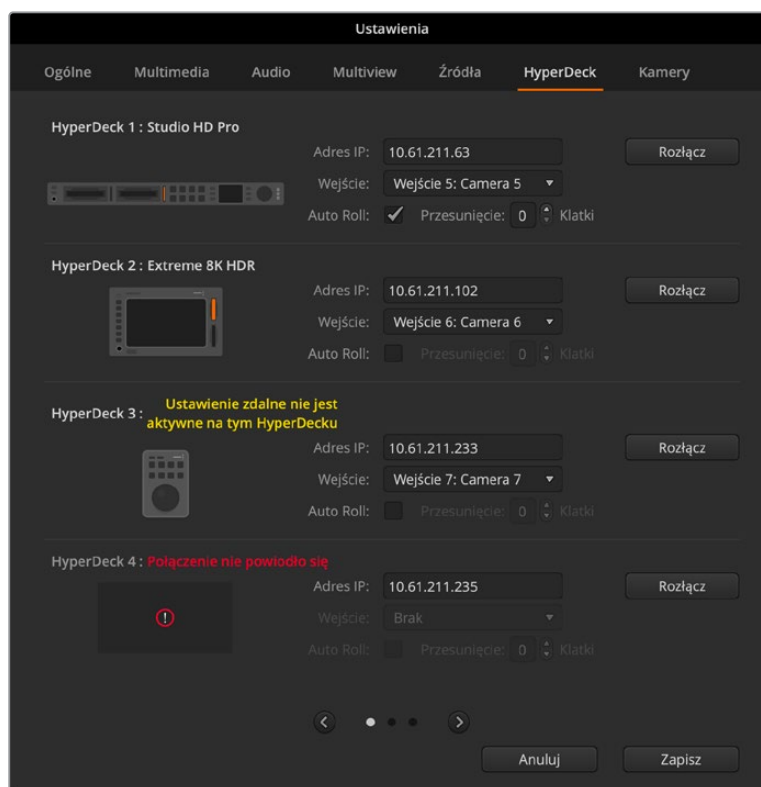 Ustawienia
Ogólne Multimedia Audio Multiview Źródła HyperDeck Kamery
HyperDeck 1 : Studio HD Pro
Adres IP: 10.61.211.63 Rozłącz
Wejście: Wejście 5: Camera 5
Auto Roll: Przesunięcie: 0 Klatki
HyperDeck 2 : Extreme 8K HDR
Adres IP: 10.61.211.102 Rozłącz
Wejście: Wejście 6: Camera 6
Auto Roll: Przesunięcie: 0 Klatki
HyperDeck 3 : Ustawienie zdalne nie jest
aktywne na tym HyperDecku
Adres IP: 10.61.211.233 Rozłącz
Wejście: Wejście 7: Camera 7
Auto Roll: Przesunięcie: 0 Klatki
HyperDeck 4 : Połączenie nie powiodło się
Adres IP: 10.61.211.235 Rozłącz
Wejście: Brak
Auto Roll: Przesunięcie: 0 Klatki
Anuluj Zapisz